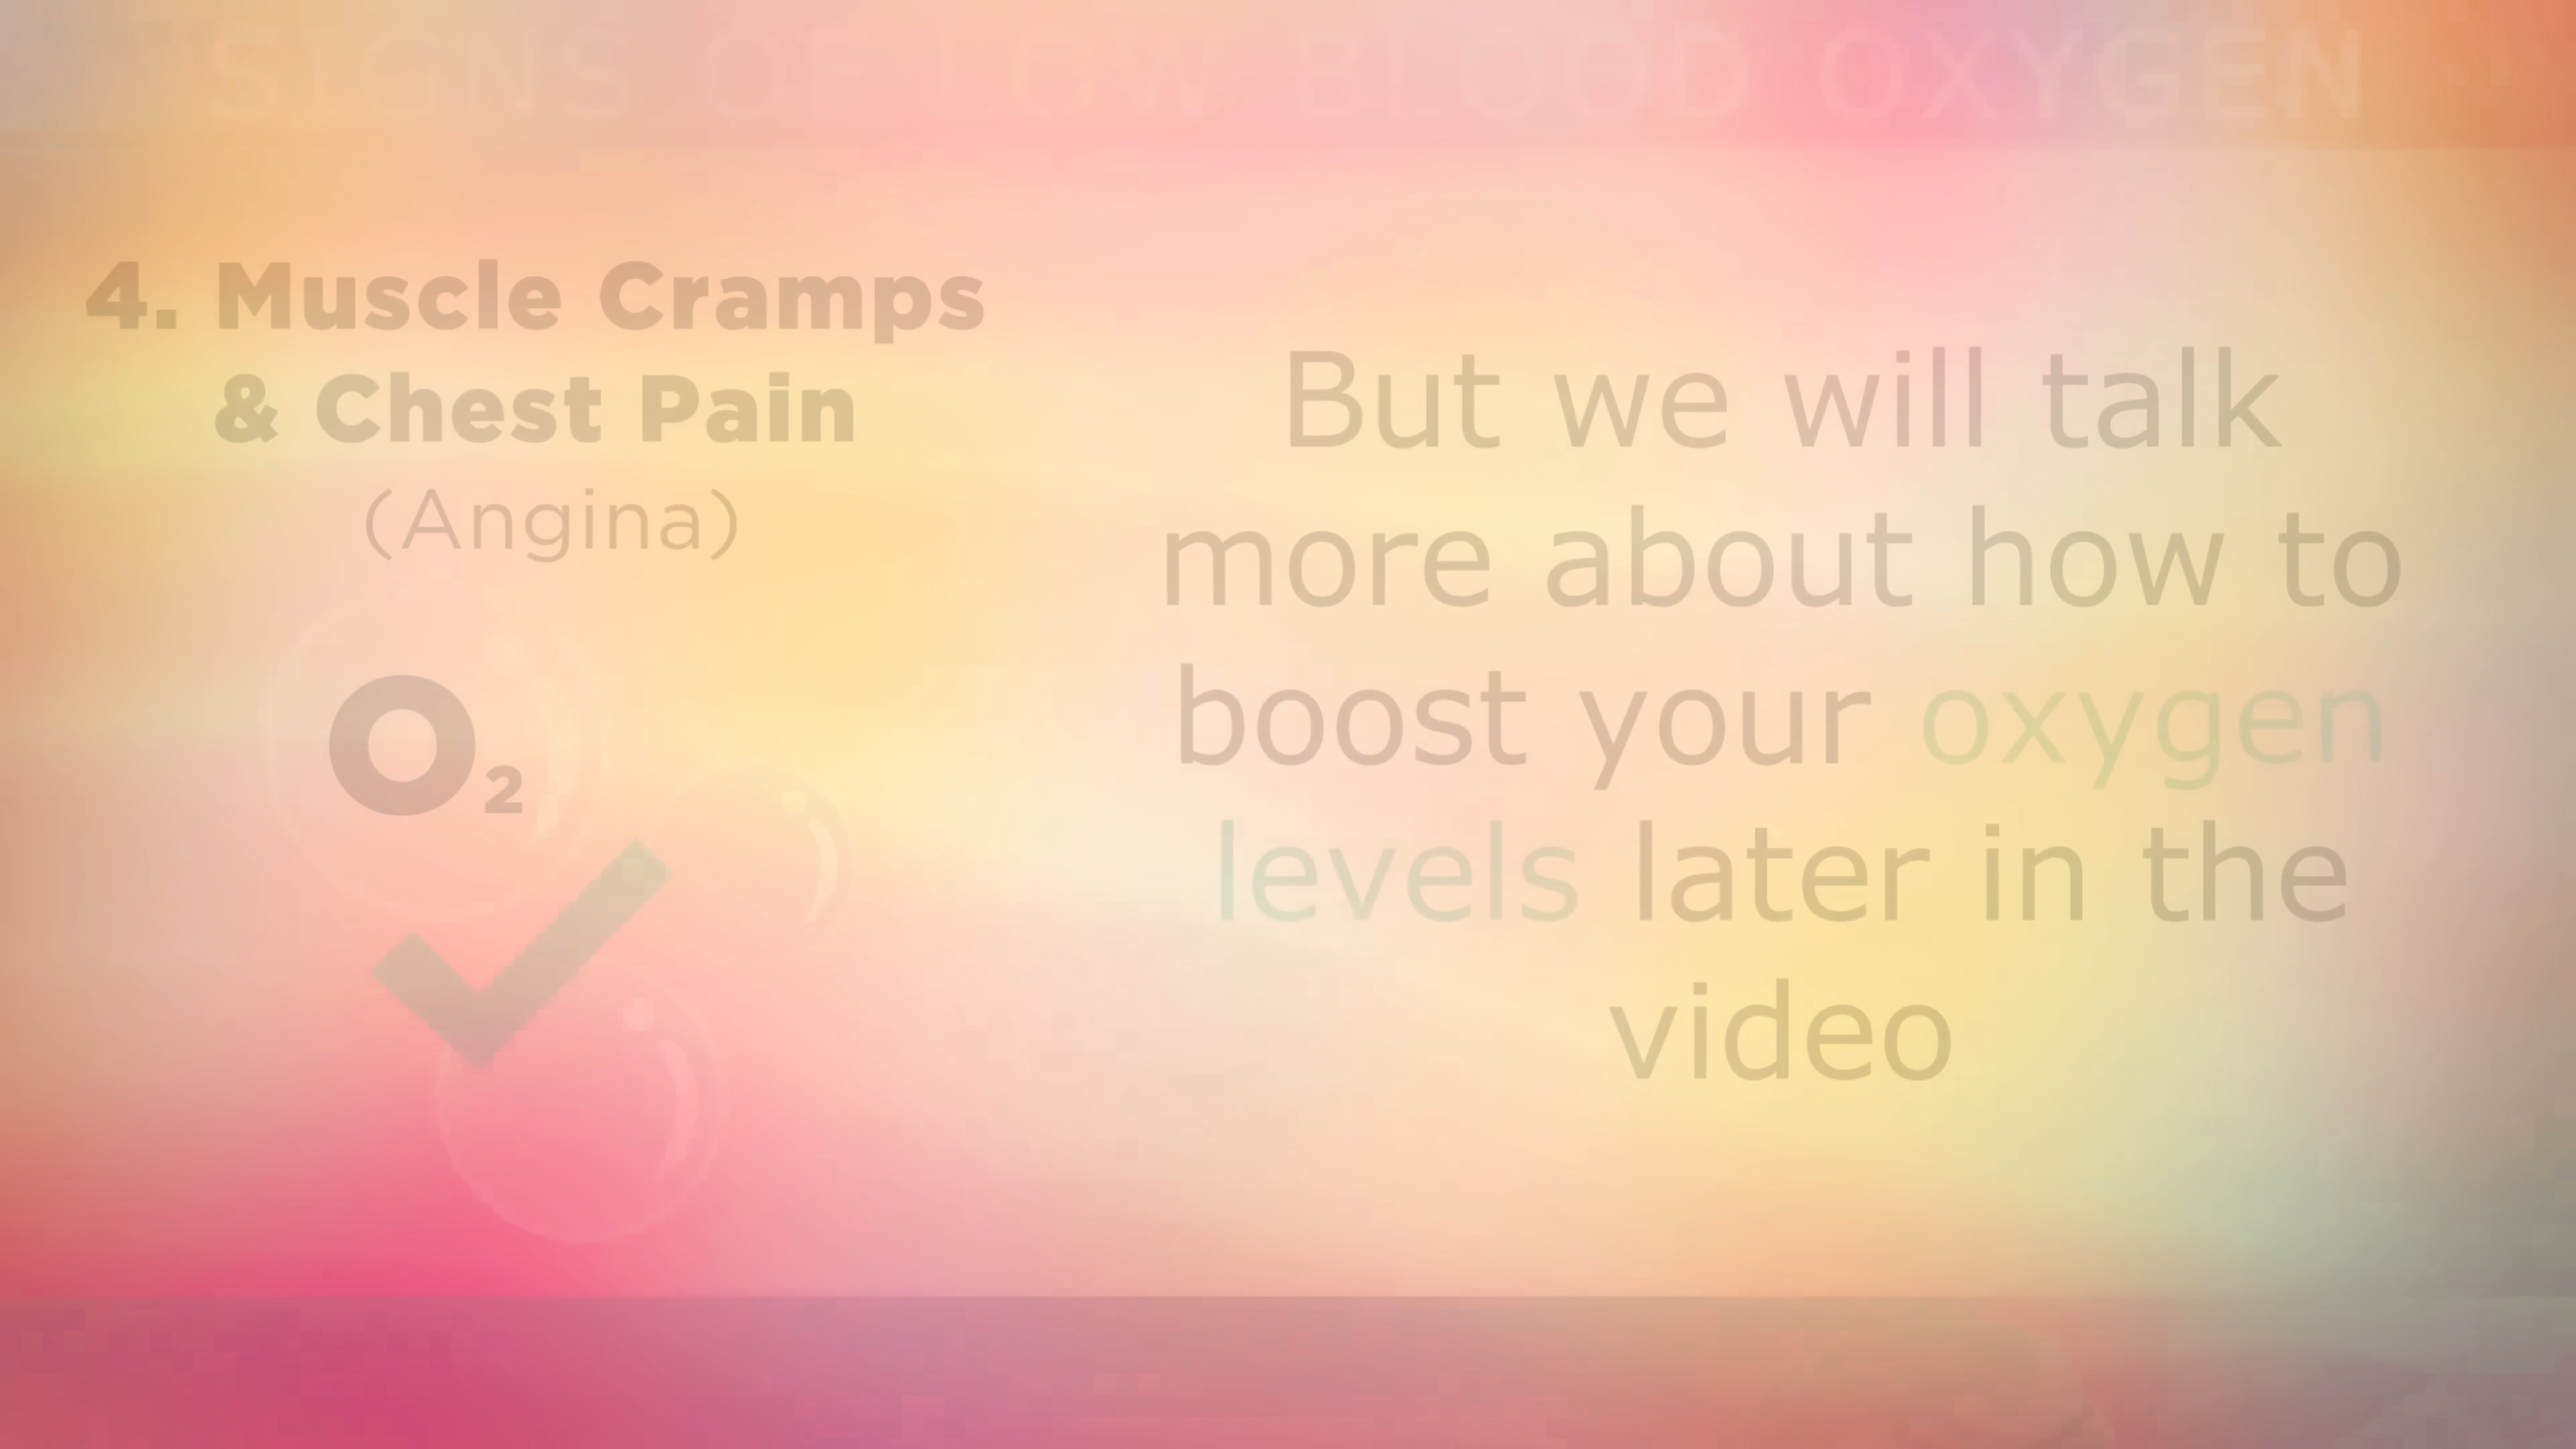 SIGNS OF LOW BLOOD OXYGEN
4. Muscle Cramps
& Chest Pain
(Angina)
O₂
But we will talk
more about how to
boost your oxygen
levels later in the
video